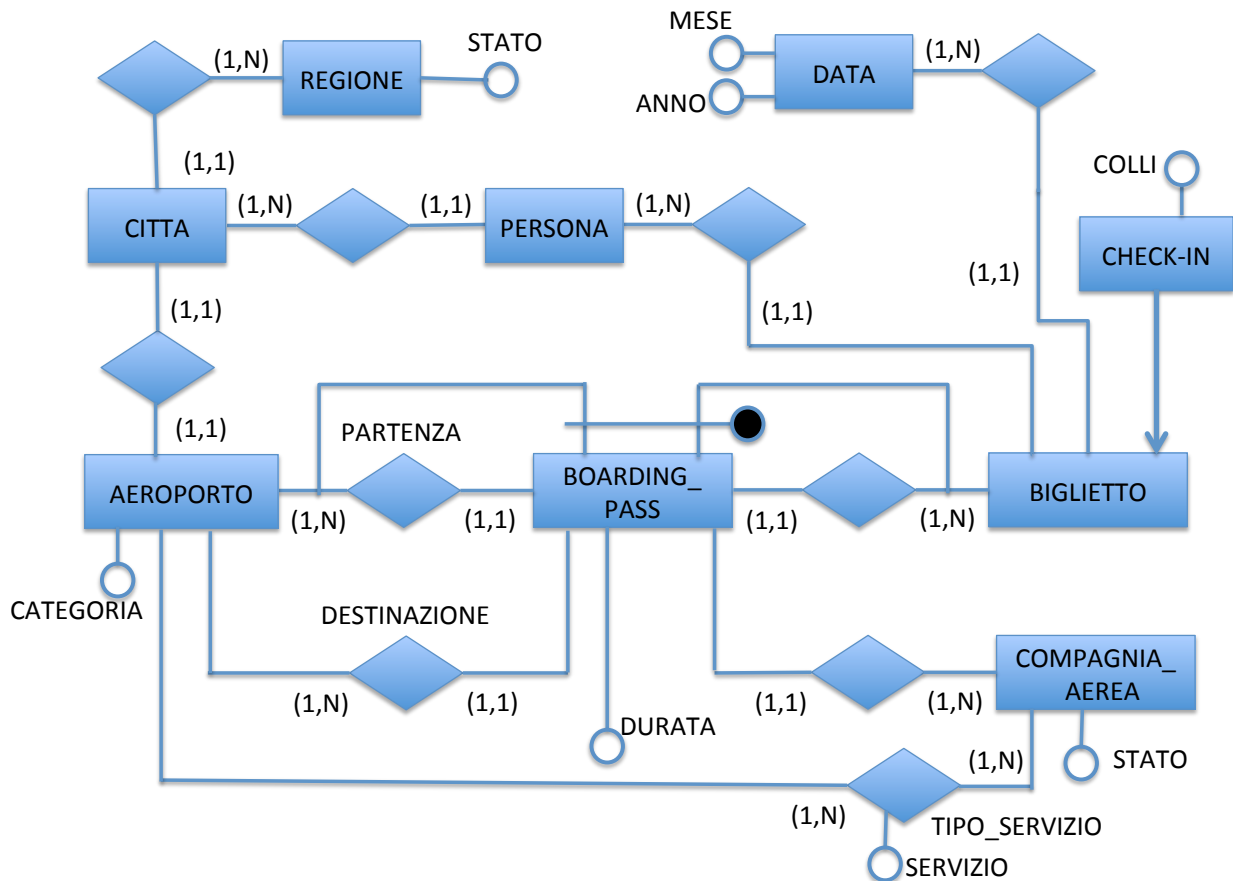 MESE
STATO
(1,N)
(1,N)
REGIONE
DATA
ANNO
(1,1)
COLLI
(1,N)
(1,1)
(1,N)
CITTA
PERSONA
CHECK-IN
(1,1)
(1,1)
(1,1)
(1,1)
PARTENZA
AEROPORTO
BOARDING_
PASS
BIGLIETTO
(1,N)
(1,1)
(1,1)
(1,N)
CATEGORIA
DESTINAZIONE
COMPAGNIA_
AEREA
(1,N)
(1,1)
(1,1)
(1,N)
DURATA
STATO
(1,N)
(1,N)
TIPO_SERVIZIO
SERVIZIO